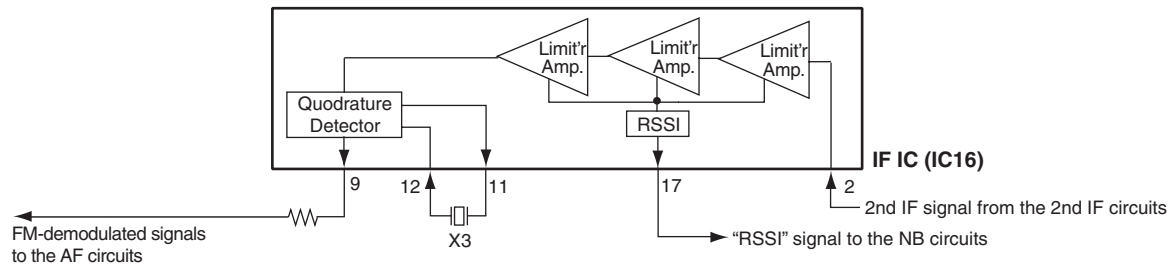 Limit'r
Amp.
Limit'r
Amp.
Limit'r
Amp.
Quodrature
Detector
RSSI
IF IC (IC16)
9
12
11
17
2
X3
2nd IF signal from the 2nd IF circuits
FM-demodulated signals
to the AF circuits
“RSSI” signal to the NB circuits